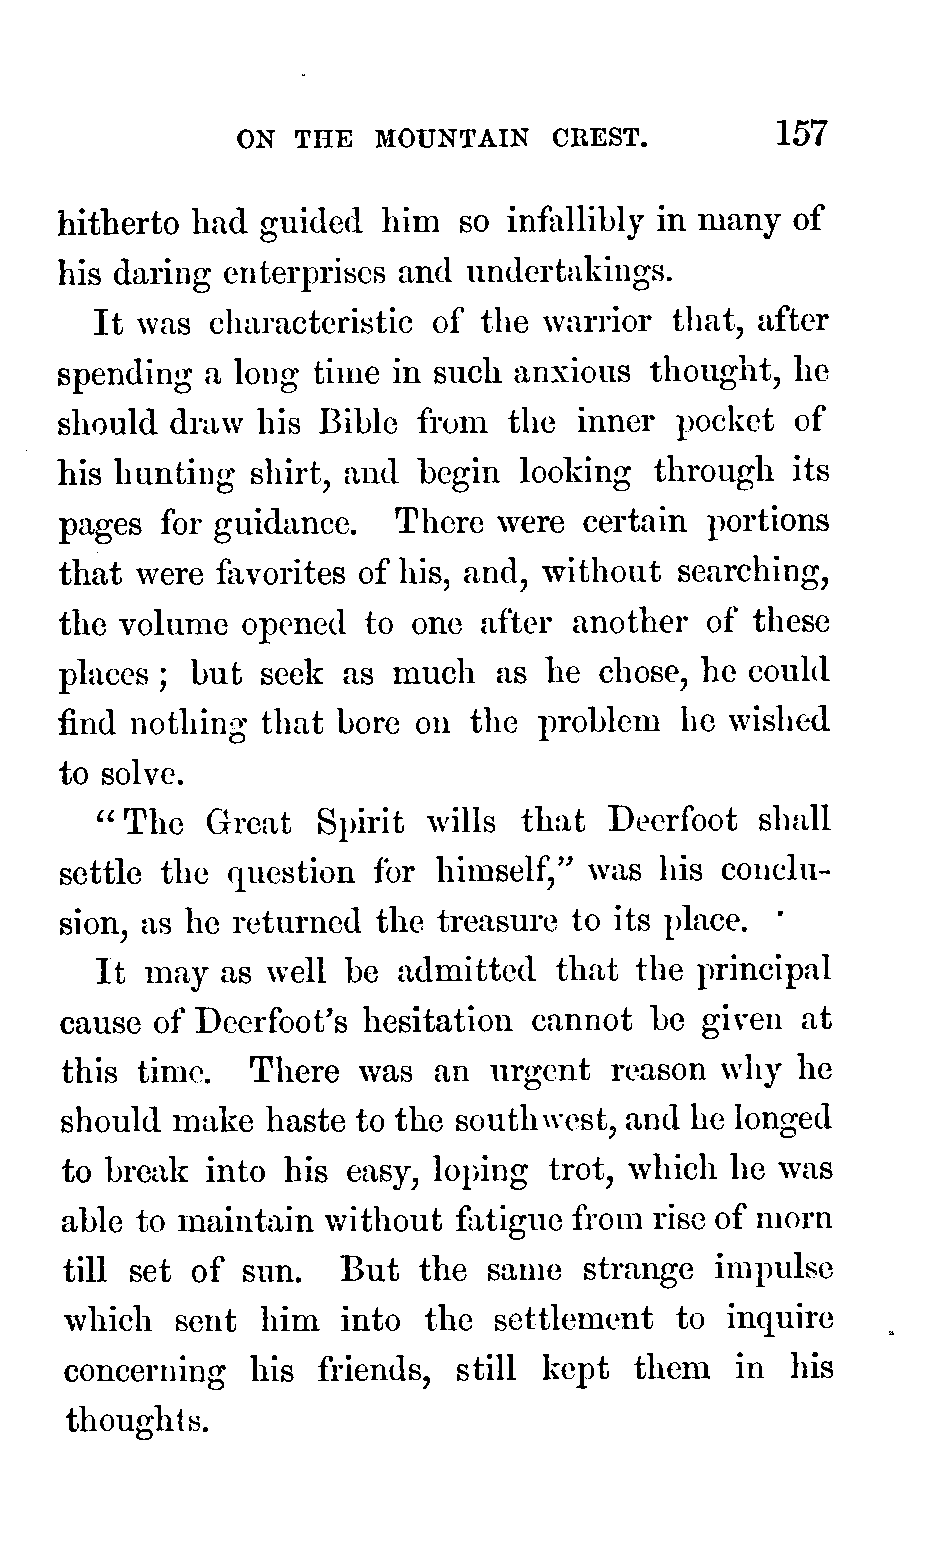 ON THE MOUNTAIN CREST. 157
hitherto had guided him so infallibly in many of
his daring enterprises and undertakings.
It was characteristic of the warrior that, after
spending a long time in such anxious thought, he
should draw his Bible from the inner pocket of
his hunting shirt, and begin looking through its
pages for guidance. There were certain portions
that were favorites of his, and, without searching,
the volume opened to one after another of these
places ; but seek as much as he chose, he could
find nothing that bore on the problem he wished
to solve.
“ The Great Spirit wills that Deerfoot shall
settle the question for himself,” was his conclu-
sion, as he returned the treasure to its place.
It may as well be admitted that the principal
cause of Deerfoot’s hesitation cannot be given at
this time. There was an urgent reason why he
should make haste to the southwest, and he longed
to break into his easy, loping trot, which he was
able to maintain without fatigue from rise of morn
till set of sun. But the same strange impulse
which sent him into the settlement to inquire
concerning his friends, still kept them in his
thoughts.